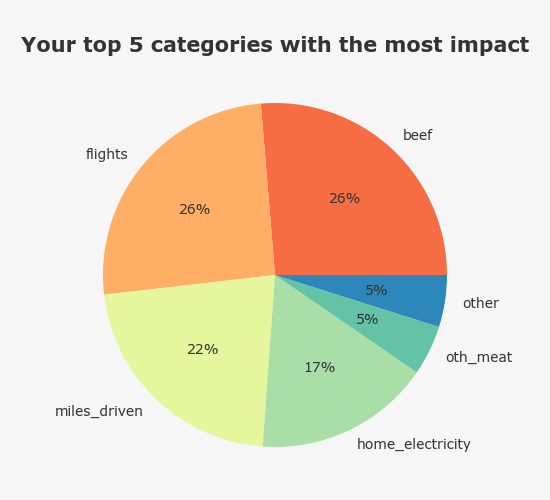 Your top 5 categories with the most impact
beef
flights
26%
26%
5%
other
5%
22%
oth_meat
17%
miles_driven
home_electricity